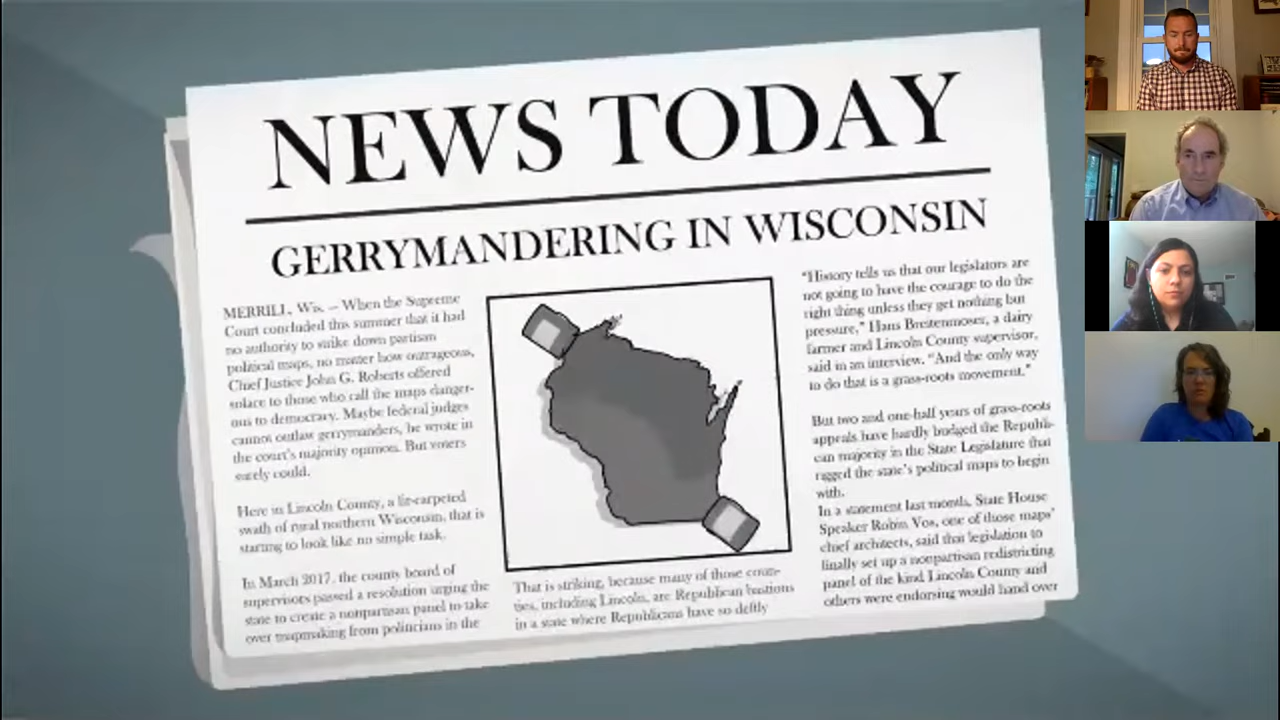 NEWS TODAY
GERRYMANDERING IN WISCONSIN
MERRILL, Wis. – When the Supreme
Court concluded this summer that it had
no authority to strike down partisan
political maps, no matter how outrageous,
Chief Justice John G. Roberts offered
solace to those who call the maps danger-
ous to democracy. Maybe federal judges
cannot outlaw gerrymanders, he wrote in
the court's majority opinion. But voters
surely could.
Here in Lincoln County, a fir-carpeted
swath of rural northern Wisconsin, that is
starting to look like no simple task.
In March 2017, the county board of
supervisors passed a resolution urging the
state to create a nonpartisan panel to take
over mapmaking from politicians in the
That is striking, because many of those coun-
ties, including Lincoln, are Republican bastions
in a state where Republicans have so deftly
"History tells us that our legislators are
not going to have the courage to do the
right thing unless they get nothing but
pressure," Hans Breitenmoser, a dairy
farmer and Lincoln County supervisor,
said in an interview. "And the only way
to do that is a grass-roots movement."
But two and one-half years of grass-roots
appeals have hardly budged the Republi-
can majority in the State Legislature that
ragged the state's political maps to begin
with.
In a statement last month, State House
Speaker Robin Vos, one of those maps'
chief architects, said that legislation to
finally set up a nonpartisan redistricting
panel of the kind Lincoln County and
others were endorsing would hand over